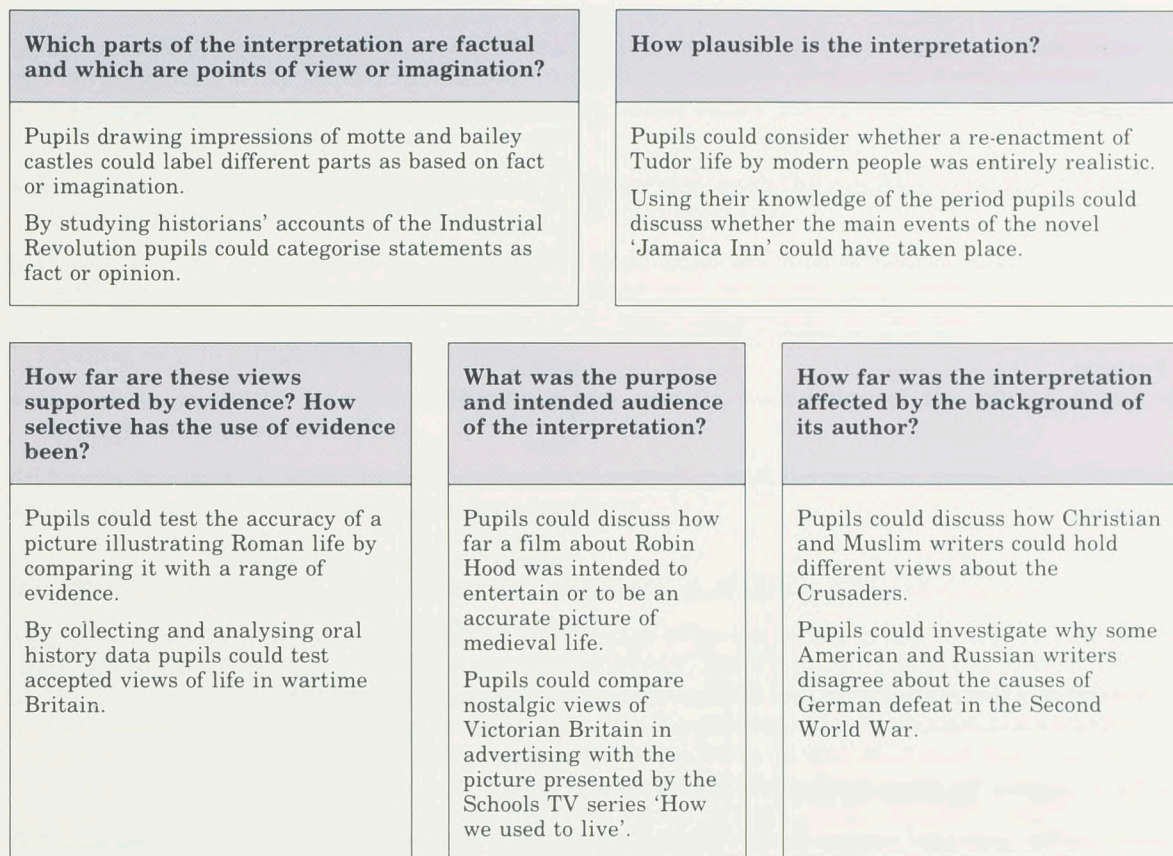 Which parts of the interpretation are factual
and which are points of view or imagination?
Pupils drawing impressions of motte and bailey
castles could label different parts as based on fact
or imagination.
By studying historians' accounts of the Industrial
Revolution pupils could categorise statements as
fact or opinion.
How plausible is the interpretation?
Pupils could consider whether a re-enactment of
Tudor life by modern people was entirely realistic.
Using their knowledge of the period pupils could
discuss whether the main events of the novel
‘Jamaica Inn’ could have taken place.
How far are these views
supported by evidence? How
selective has the use of evidence
been?
Pupils could test the accuracy of a
picture illustrating Roman life by
comparing it with a range of
evidence.
By collecting and analysing oral
history data pupils could test
accepted views of life in wartime
Britain.
What was the purpose
and intended audience
of the interpretation?
Pupils could discuss how
far a film about Robin
Hood was intended to
entertain or to be an
accurate picture of
medieval life.
Pupils could compare
nostalgic views of
Victorian Britain in
advertising with the
picture presented by the
Schools TV series ‘How
we used to live’.
How far was the interpretation
affected by the background of
its author?
Pupils could discuss how Christian
and Muslim writers could hold
different views about the
Crusaders.
Pupils could investigate why some
American and Russian writers
disagree about the causes of
German defeat in the Second
World War.